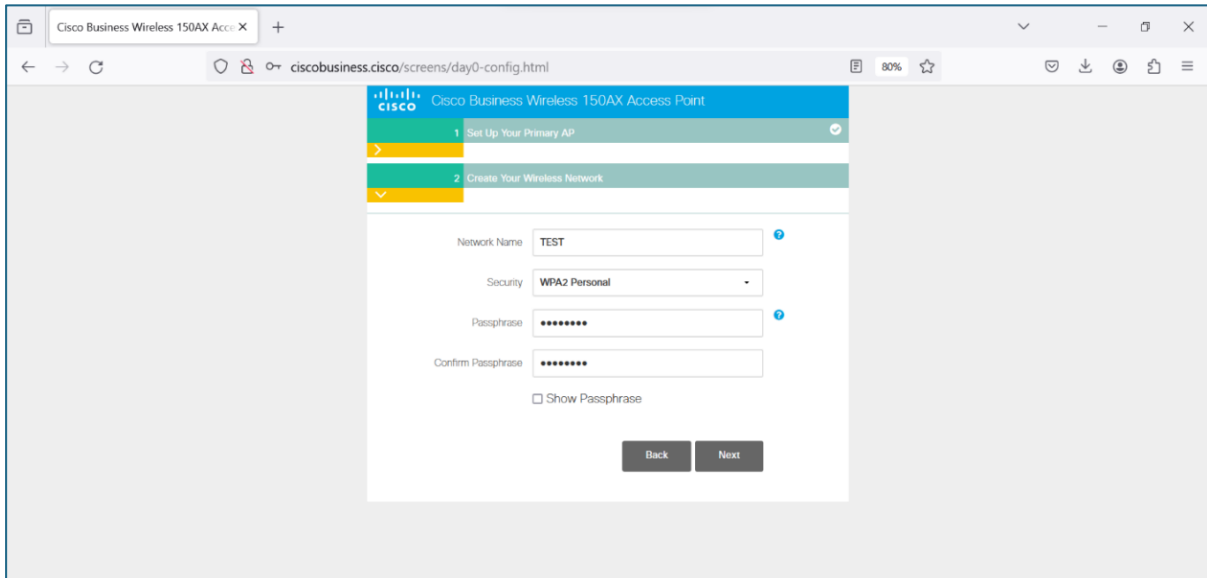 Cisco Business Wireless 150AX Acce
ciscobusiness.cisco/screens/day0-config.html 80%
CISCO Cisco Business Wireless 150AX Access Point
1 Set Up Your Primary AP
2 Create Your Wireless Network
Network Name TEST
Security WPA2 Personal
Passphrase ••••••••
Confirm Passphrase ••••••••
Show Passphrase
Back Next